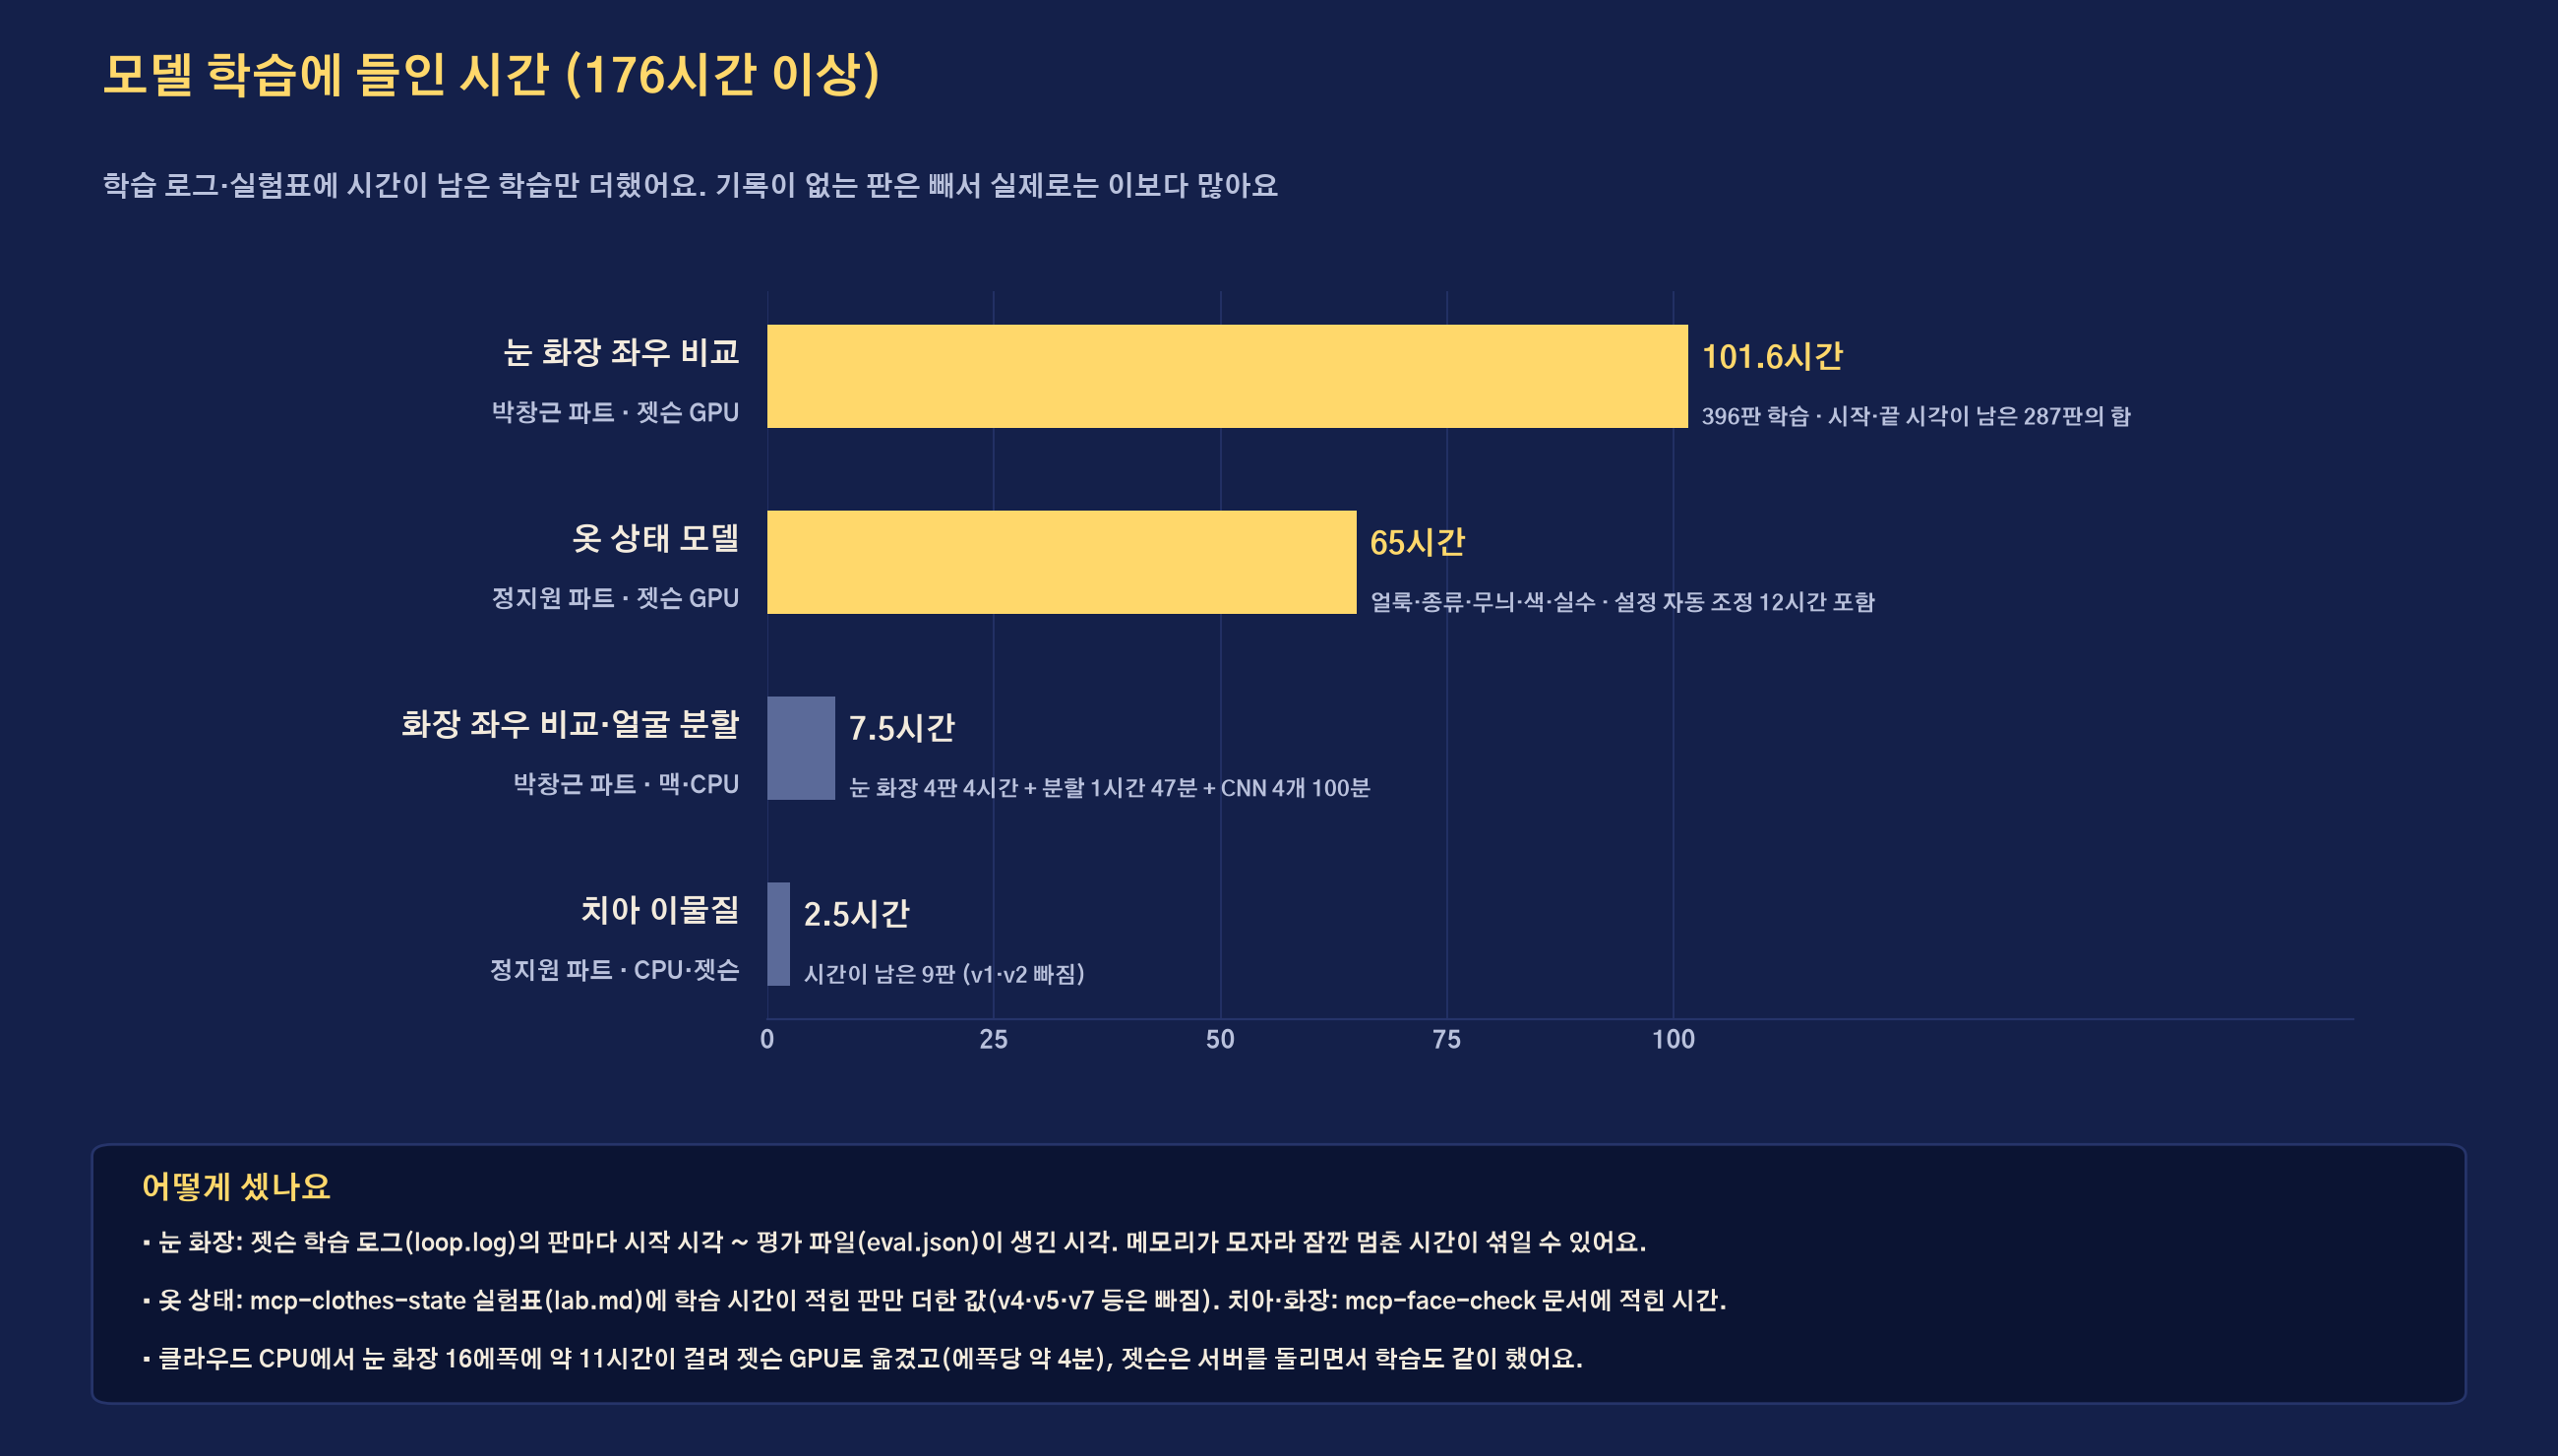 모델 학습에 들인 시간 (176시간 이상)
학습 로그·실험표에 시간이 남은 학습만 더했어요. 기록이 없는 판은 빼서 실제로는 이보다 많아요
눈 화장 좌우 비교
박창근 파트 · 젯슨 GPU
101.6시간
396판 학습 · 시작·끝 시각이 남은 287판의 합
옷 상태 모델
정지원 파트 · 젯슨 GPU
65시간
얼룩·종류·무늬·색·실수 · 설정 자동 조정 12시간 포함
화장 좌우 비교·얼굴 분할
박창근 파트 · 맥·CPU
7.5시간
눈 화장 4판 4시간 + 분할 1시간 47분 + CNN 4개 100분
치아 이물질
정지원 파트 · CPU·젯슨
2.5시간
시간이 남은 9판 (v1·v2 빠짐)
0 25 50 75 100
어떻게 셌나요
· 눈 화장: 젯슨 학습 로그(loop.log)의 판마다 시작 시각 ~ 평가 파일(eval.json)이 생긴 시각. 메모리가 모자라 잠깐 멈춘 시간이 섞일 수 있어요.
· 옷 상태: mcp-clothes-state 실험표(lab.md)에 학습 시간이 적힌 판만 더한 값(v4·v5·v7 등은 빠짐). 치아·화장: mcp-face-check 문서에 적힌 시간.
· 클라우드 CPU에서 눈 화장 16에폭에 약 11시간이 걸려 젯슨 GPU로 옮겼고(에폭당 약 4분), 젯슨은 서버를 돌리면서 학습도 같이 했어요.